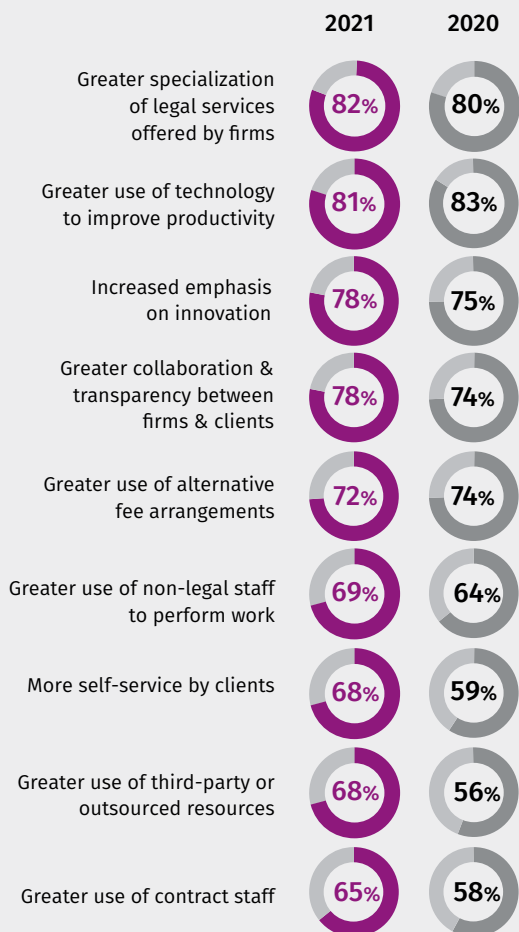 2021 2020
Greater specialization
of legal services
offered by firms
82% 80%
Greater use of technology
to improve productivity
81% 83%
Increased emphasis
on innovation
78% 75%
Greater collaboration &
transparency between
firms & clients
78% 74%
Greater use of alternative
fee arrangements
72% 74%
Greater use of non-legal staff
to perform work
69% 64%
More self-service by clients
68% 59%
Greater use of third-party or
outsourced resources
68% 56%
Greater use of contract staff
65% 58%